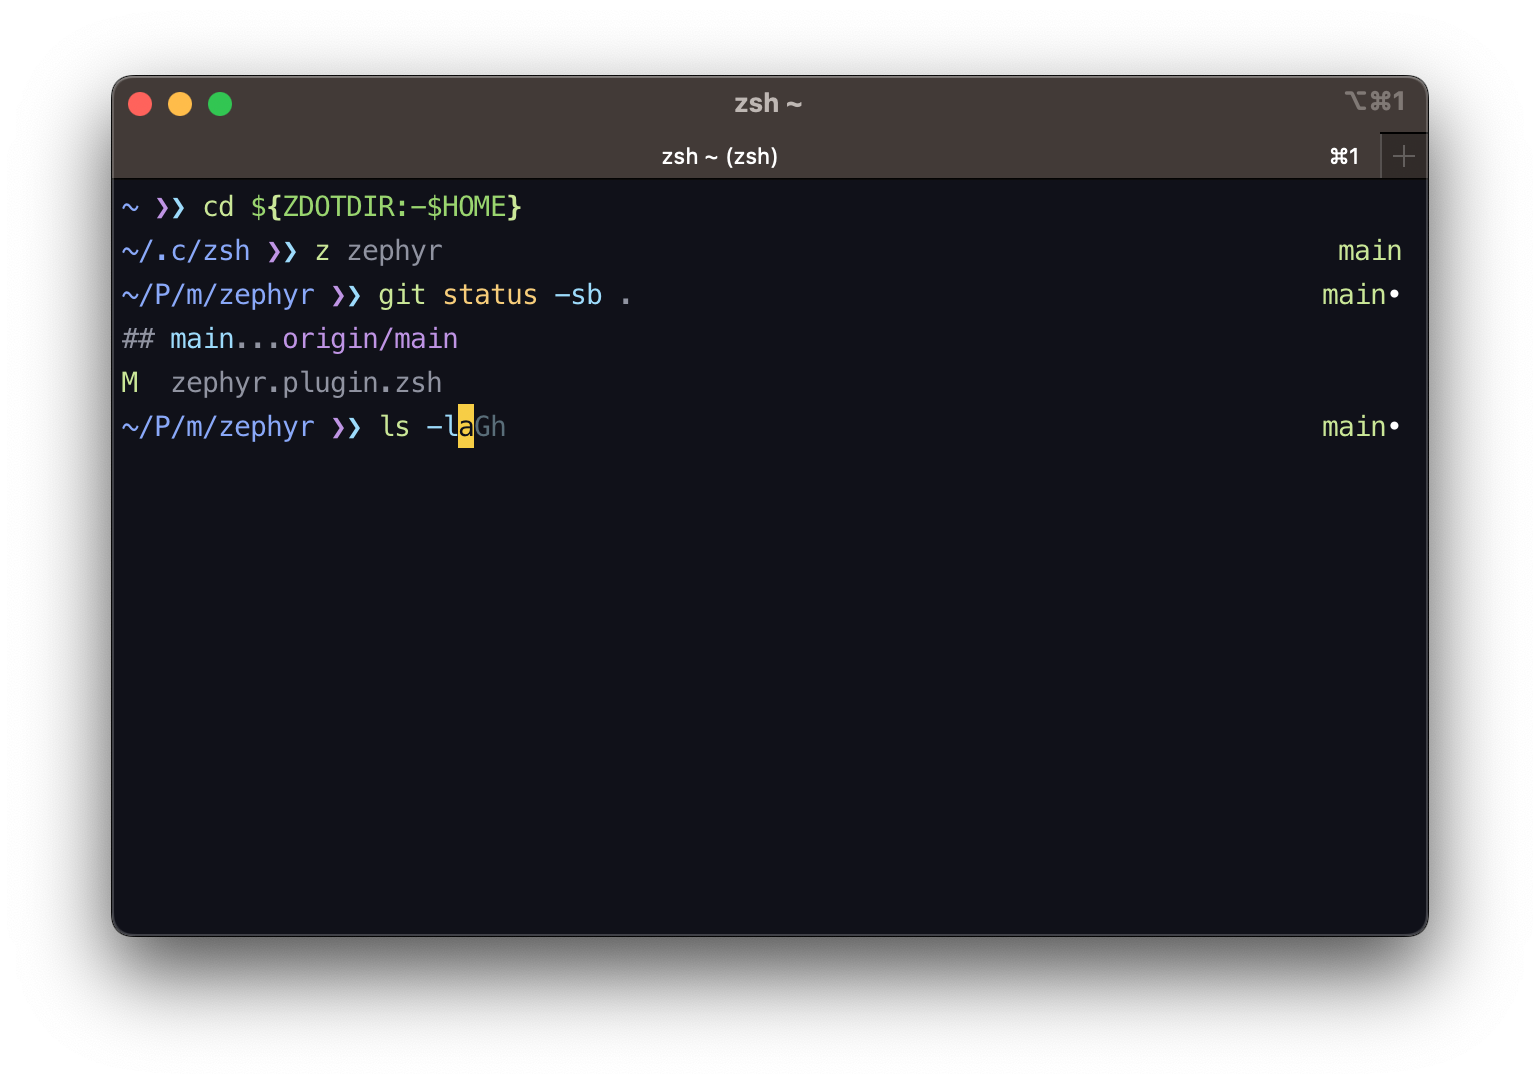 zsh ~
⌥⌘1
zsh ~ (zsh)
⌘1
~ ❯❯ cd ${ZDOTDIR:-$HOME}
~/.c/zsh ❯❯ z zephyr main
~/P/m/zephyr ❯❯ git status -sb . main•
## main...origin/main
M  zephyr.plugin.zsh
~/P/m/zephyr ❯❯ ls -laGh main•